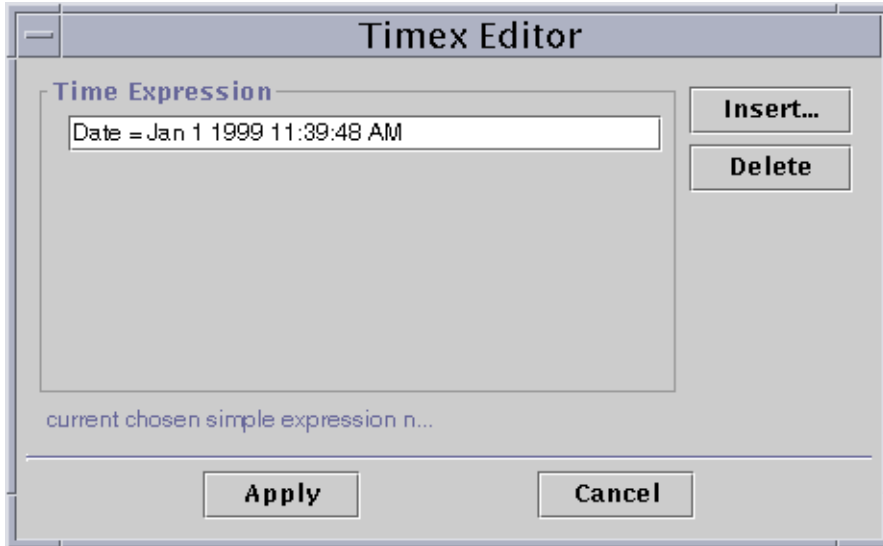 Timex Editor
Time Expression
Date = Jan 1 1999 11:39:48 AM
Insert...
Delete
current chosen simple expression n...
Apply
Cancel